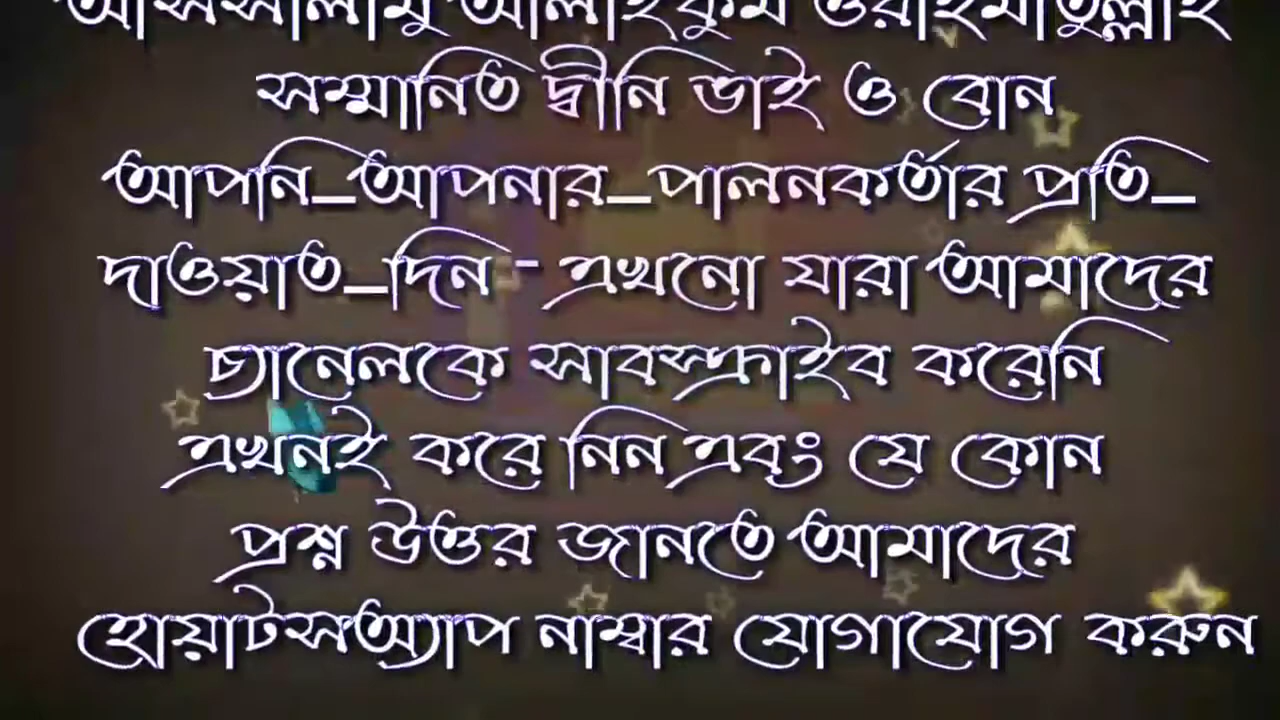 আসসালামু আলাইকুম ওয়ারাহমাতুল্লাহ
সম্মানিত দ্বীনি ভাই ও বোন
আপনি_আপনার_পালনকর্তার প্রতি_
দাওয়াত_দিন - এখনো যারা আমাদের
চ্যানেলকে সাবস্ক্রাইব করেনি
এখনই করে নিন এবং যে কোন
প্রশ্ন উত্তর জানতে আমাদের
হোয়াটসঅ্যাপ নাম্বার যোগাযোগ করুন